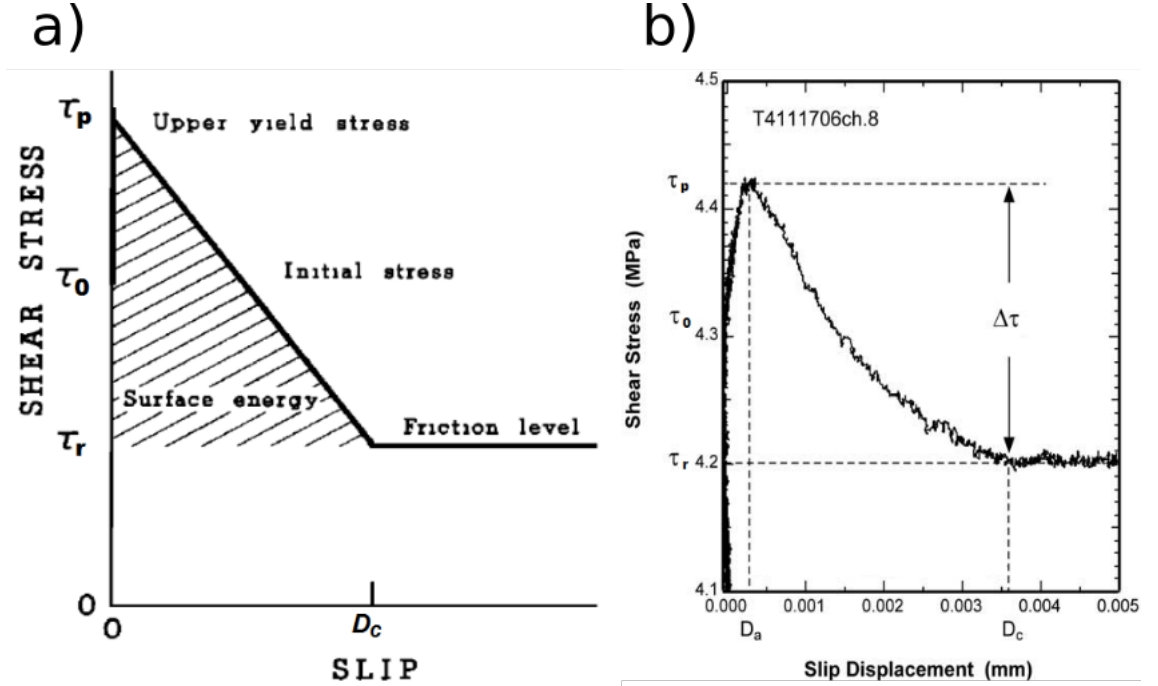 a)
τp
Upper yield stress
SHEAR STRESS
τ0
Initial stress
Surface energy
τr
Friction level
0
0
Dc
SLIP
b)
4.5
T4111706ch.8
τp
4.4
Shear Stress (MPa)
Δτ
τ0
4.3
τr
4.2
4.1
0.000 0.001 0.002 0.003 0.004 0.005
Da Dc
Slip Displacement (mm)